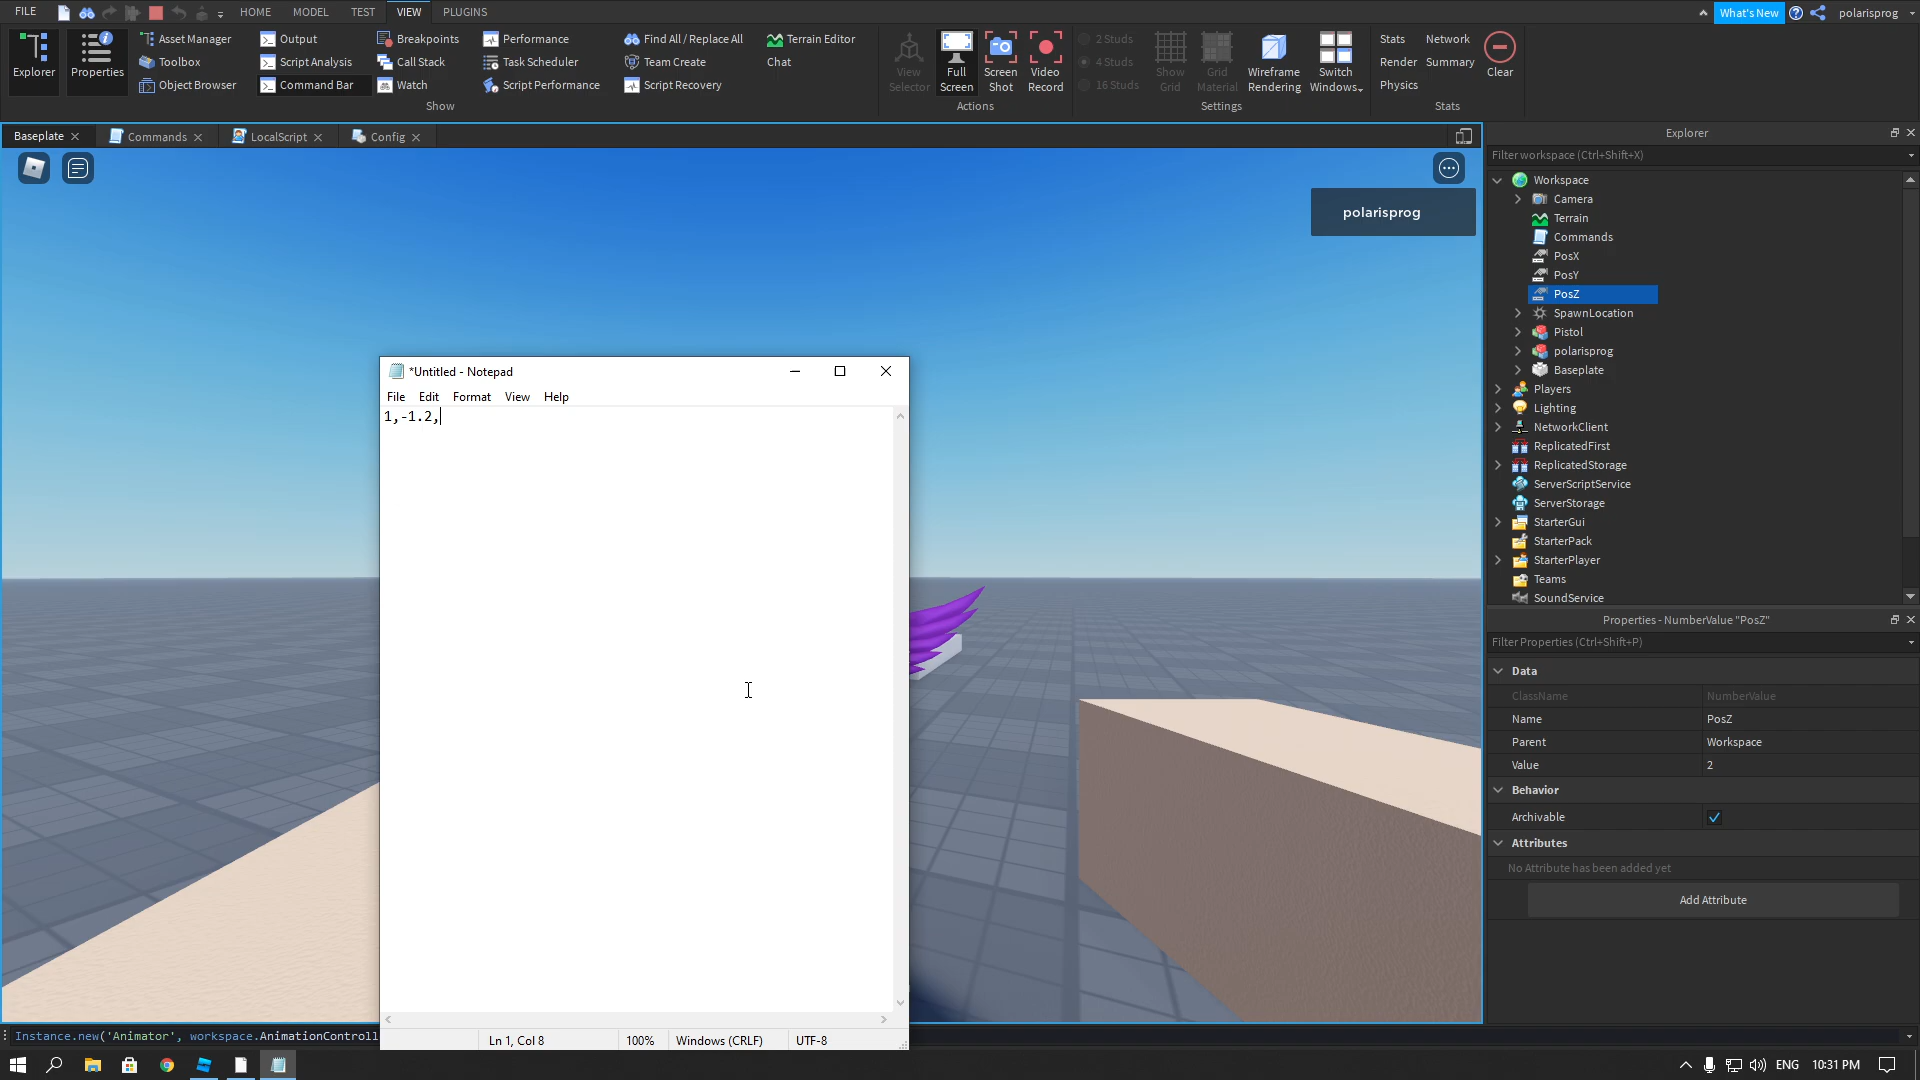 FILE HOME MODEL TEST VIEW PLUGINS What's New polarisprog
Explorer
Properties
Asset Manager
Toolbox
Object Browser
Output
Script Analysis
Command Bar
Breakpoints
Call Stack
Watch
Performance
Task Scheduler
Script Performance
Find All / Replace All
Team Create
Script Recovery
Terrain Editor
Chat
Show
View
Selector
Full
Screen
Screen
Shot
Video
Record
Actions
2 Studs
4 Studs
16 Studs
Show
Grid
Grid
Material
Wireframe
Rendering
Switch
Windows
Settings
Stats Network
Render Summary
Physics
Clear
Stats
Baseplate Commands LocalScript Config
polarisprog
*Untitled - Notepad
File Edit Format View Help
1,-1.2,
Ln 1, Col 8 100% Windows (CRLF) UTF-8
Explorer
Filter workspace (Ctrl+Shift+X)
Workspace
Camera
Terrain
Commands
PosX
PosY
PosZ
SpawnLocation
Pistol
polarisprog
Baseplate
Players
Lighting
NetworkClient
ReplicatedFirst
ReplicatedStorage
ServerScriptService
ServerStorage
StarterGui
StarterPack
StarterPlayer
Teams
SoundService
Properties - NumberValue "PosZ"
Filter Properties (Ctrl+Shift+P)
Data
ClassName NumberValue
Name PosZ
Parent Workspace
Value 2
Behavior
Archivable
Attributes
No Attribute has been added yet
Add Attribute
Instance.new('Animator', workspace.AnimationControll
ENG 10:31 PM